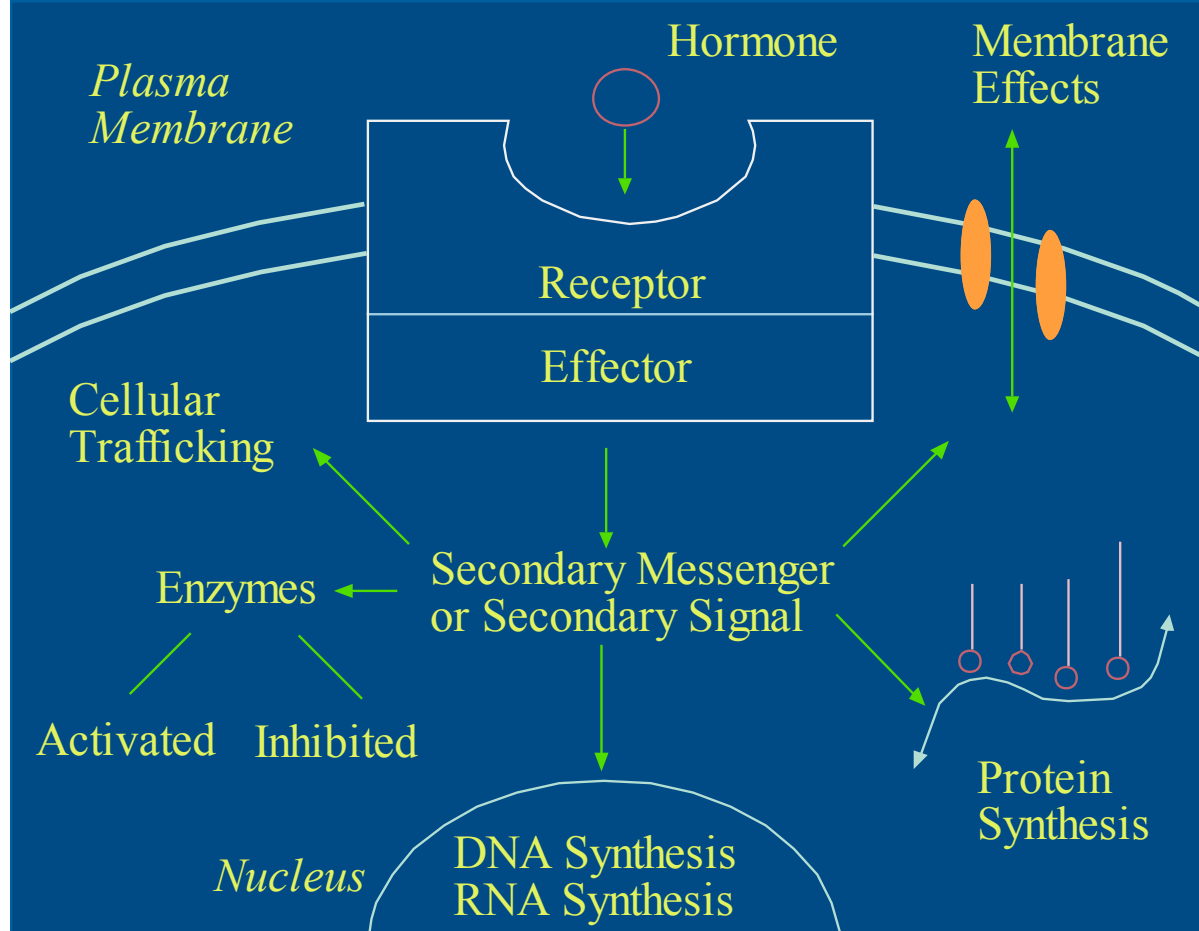 Hormone
Membrane
Effects
Plasma
Membrane
Receptor
Effector
Cellular
Trafficking
Secondary Messenger
or Secondary Signal
Enzymes
Activated
Inhibited
Protein
Synthesis
DNA Synthesis
RNA Synthesis
Nucleus